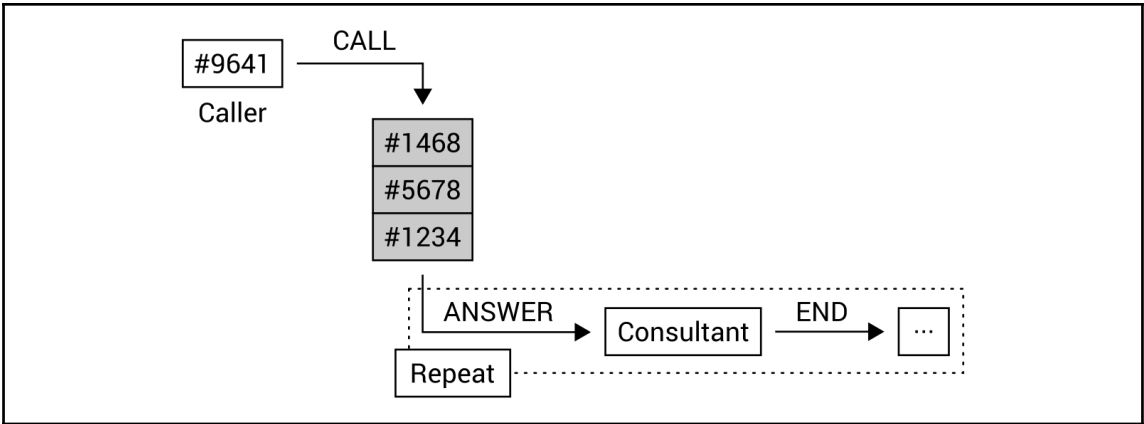 CALL
#9641
Caller
#1468
#5678
#1234
ANSWER
Consultant
END
...
Repeat